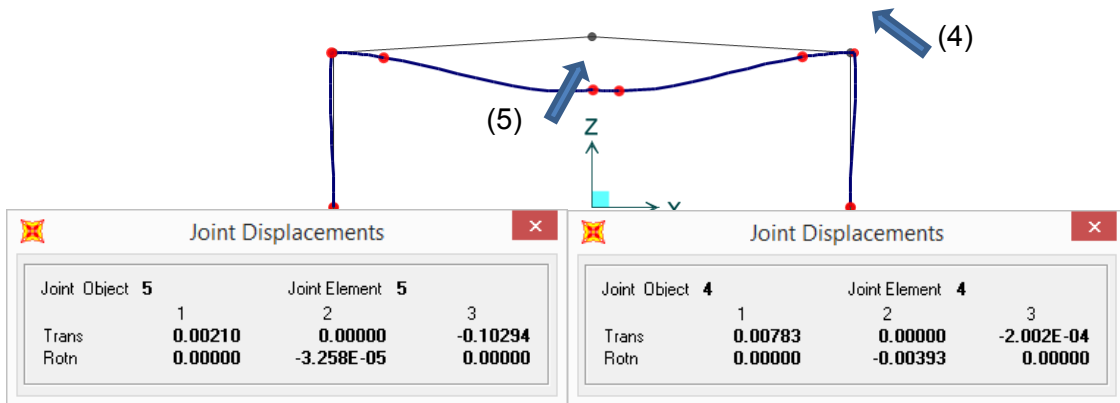 (4)
(5)
Z
X
Joint Displacements
×
Joint Object 5 Joint Element 5
1 2 3
Trans 0.00210 0.00000 -0.10294
Rotn 0.00000 -3.258E-05 0.00000
Joint Displacements
×
Joint Object 4 Joint Element 4
1 2 3
Trans 0.00783 0.00000 -2.002E-04
Rotn 0.00000 -0.00393 0.00000